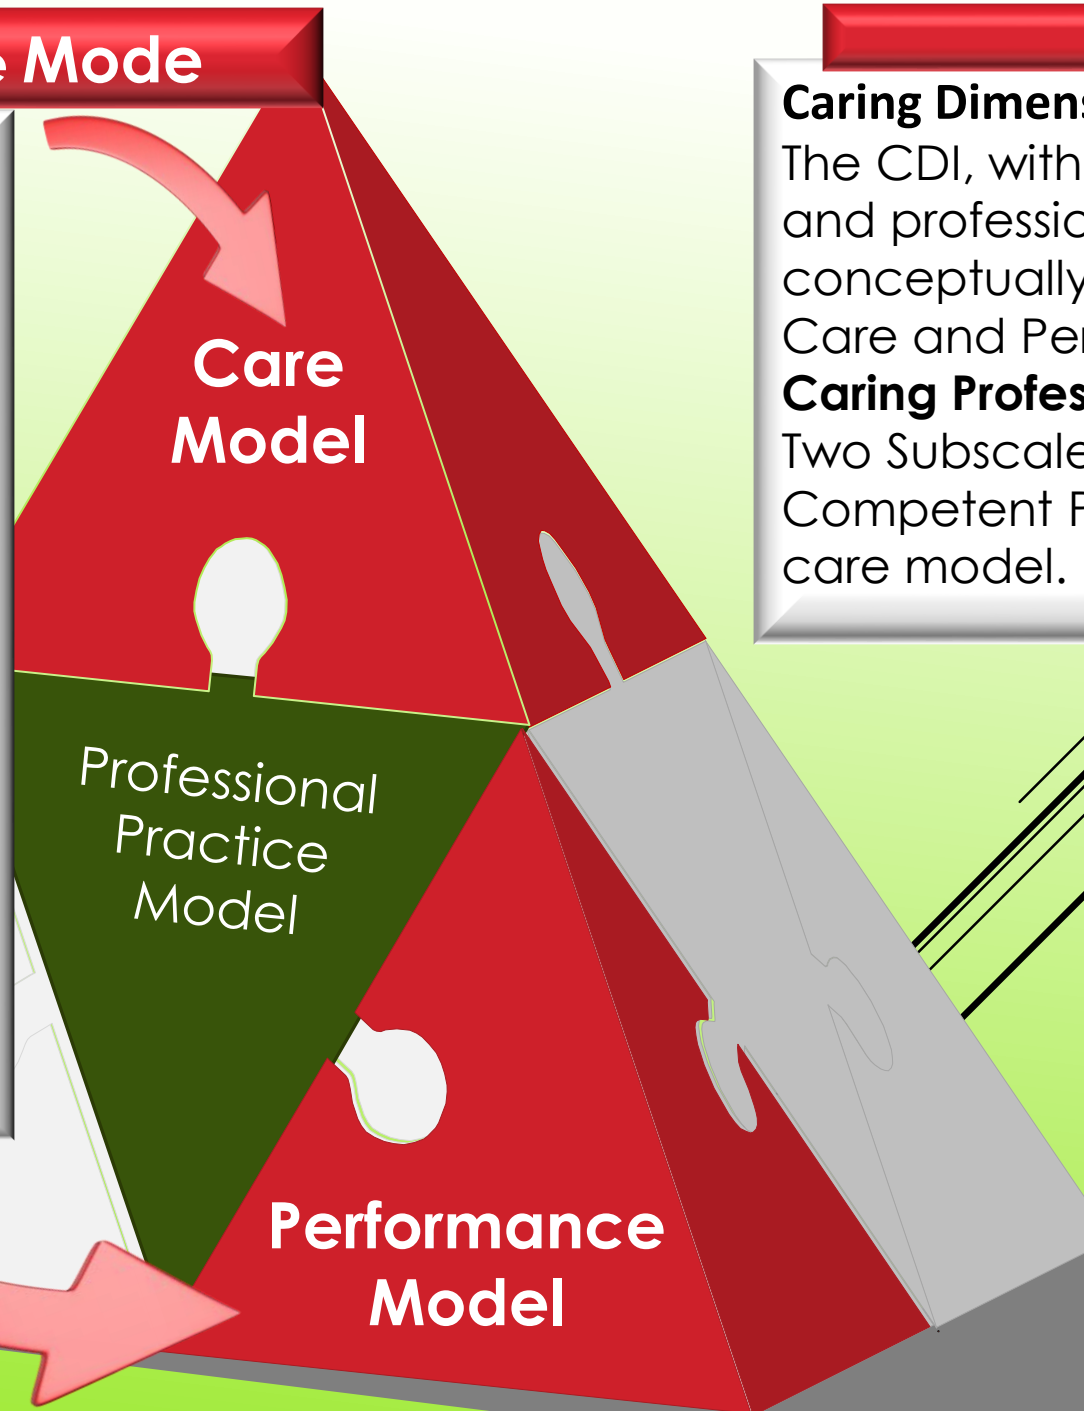 e Mode
Care
Model
Professional
Practice
Model
Performance
Model
Caring Dimens
The CDI, with
and professio
conceptually
Care and Per
Caring Profes
Two Subscale
Competent P
care model.